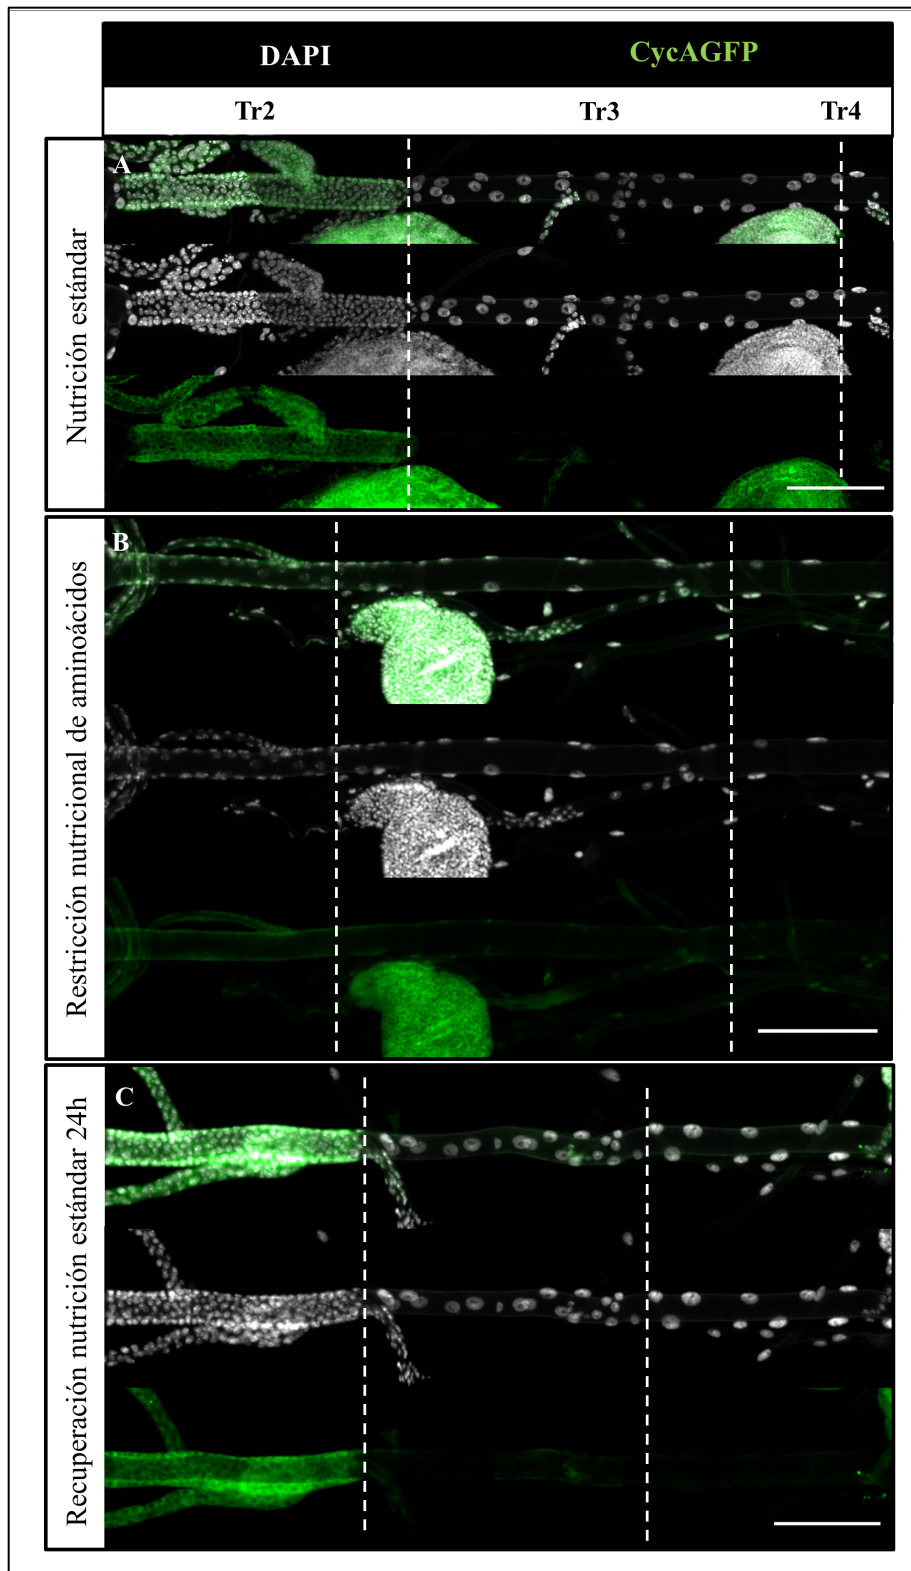 DAPI CycAGFP
Tr2 Tr3 Tr4
A
Nutrición estándar
B
Restricción nutricional de aminoácidos
C
Recuperación nutrición estándar 24h